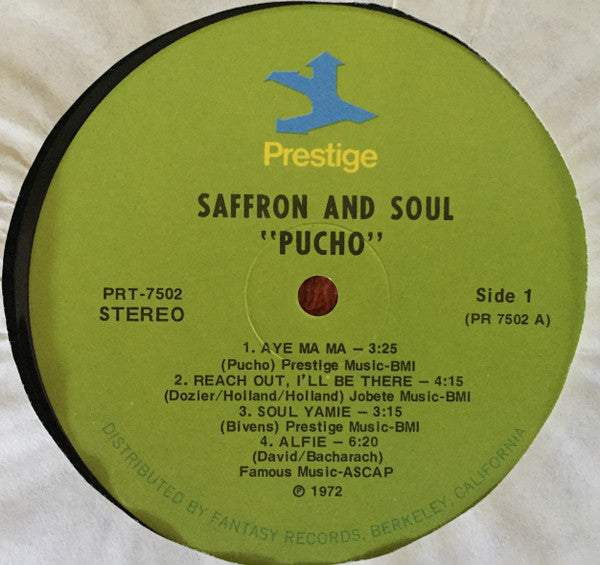 Prestige
SAFFRON AND SOUL
"PUCHO"
PRT-7502
STEREO
Side 1
(PR 7502 A)
1. AYE MA MA – 3:25
(Pucho) Prestige Music-BMI
2. REACH OUT, I'LL BE THERE – 4:15
(Dozier/Holland/Holland) Jobete Music-BMI
3. SOUL YAMIE – 3:15
(Bivens) Prestige Music-BMI
4. ALFIE – 6:20
(David/Bacharach)
Famous Music-ASCAP
℗ 1972
DISTRIBUTED BY FANTASY RECORDS, BERKELEY, CALIFORNIA